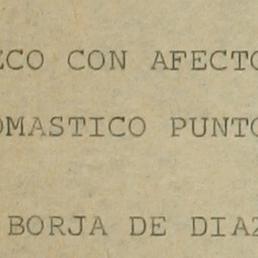 ECO CON AFECTO
OMASTICO PUNTO
BORJA DE DIAZ